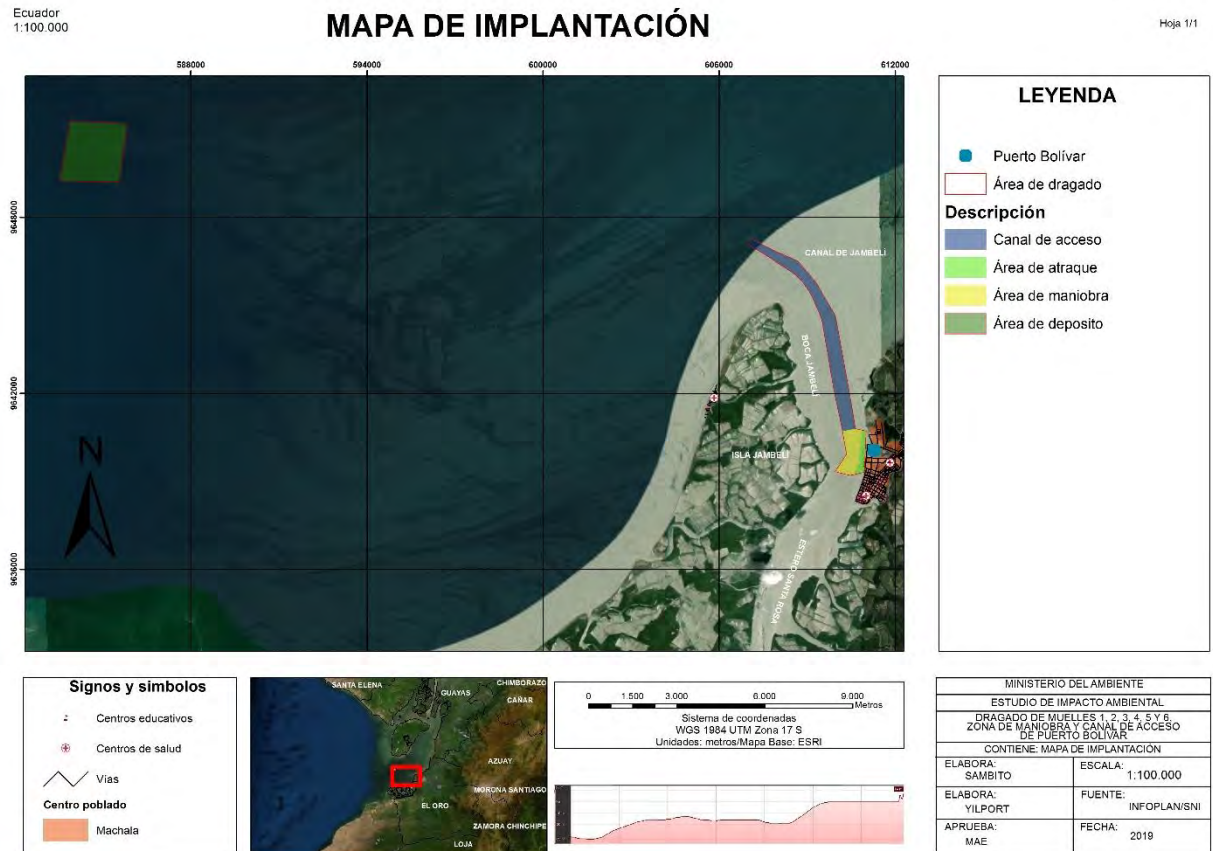 Ecuador
1:100.000
MAPA DE IMPLANTACIÓN
Hoja 1/1
588000
594000
600000
606000
612000
9648000
9642000
9636000
CANAL DE JAMBELÍ
BOCA JAMBELÍ
ISLA JAMBELÍ
ESTERO SANTA ROSA
N
LEYENDA
Puerto Bolívar
Área de dragado
Descripción
Canal de acceso
Área de atraque
Área de maniobra
Área de deposito
Signos y simbolos
Centros educativos
Centros de salud
Vias
Centro poblado
Machala
SANTA ELENA
GUAYAS
CHIMBORAZO
CAÑAR
AZUAY
MORONA SANTIAGO
EL ORO
ZAMORA CHINCHIPE
LOJA
0 1.500 3.000 6.000 9.000
Metros
Sistema de coordenadas
WGS 1984 UTM Zona 17 S
Unidades: metros/Mapa Base: ESRI
MINISTERIO DEL AMBIENTE
ESTUDIO DE IMPACTO AMBIENTAL
DRAGADO DE MUELLES 1, 2, 3, 4, 5 Y 6,
ZONA DE MANIOBRA Y CANAL DE ACCESO
DE PUERTO BOLIVAR
CONTIENE: MAPA DE IMPLANTACIÓN
ELABORA:
SAMBITO
ESCALA:
1:100.000
ELABORA:
YILPORT
FUENTE:
INFOPLAN/SNI
APRUEBA:
MAE
FECHA:
2019